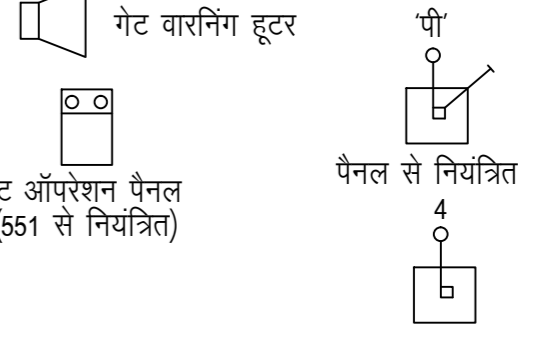 गेट वारनिंग हूटर
'पी'
पैनल से नियंत्रित
ऑपरेशन पैनल
(551 से नियंत्रित)
4